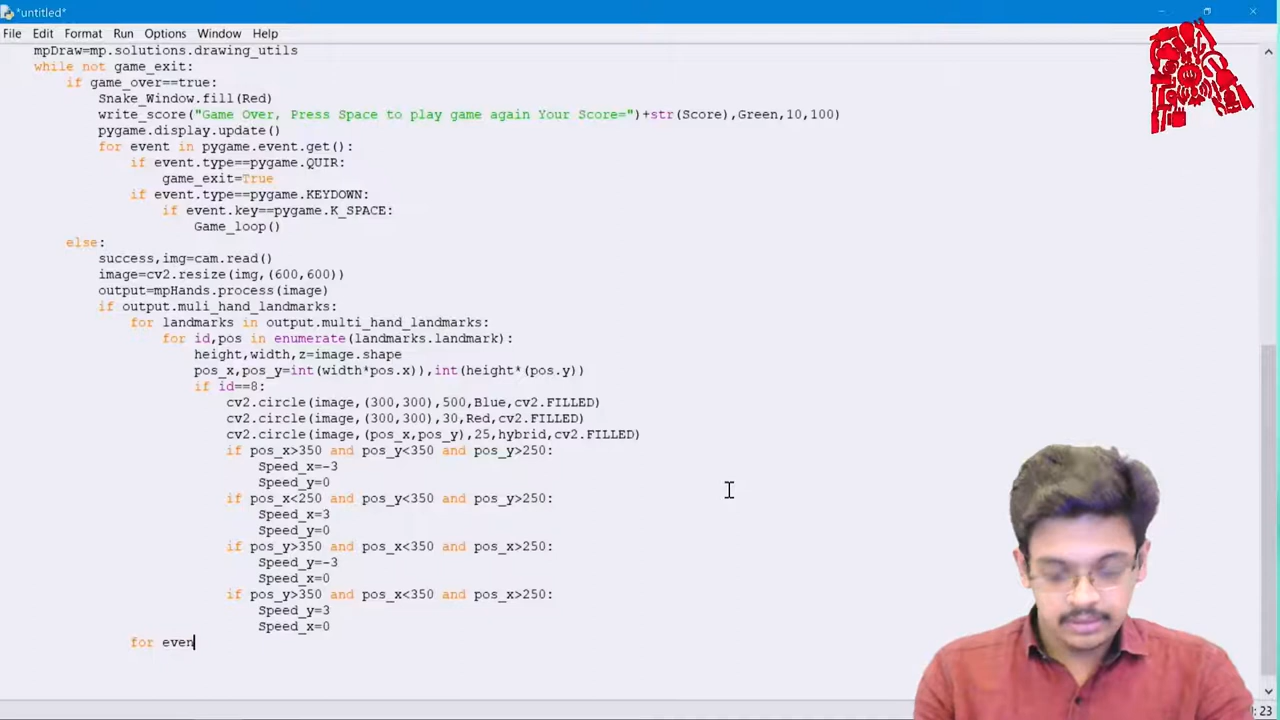 *untitled*
File Edit Format Run Options Window Help
mpDraw=mp.solutions.drawing_utils
while not game_exit:
if game_over==true:
Snake_Window.fill(Red)
write_score("Game Over, Press Space to play game again Your Score=")+str(Score),Green,10,100)
pygame.display.update()
for event in pygame.event.get():
if event.type==pygame.QUIR:
game_exit=True
if event.type==pygame.KEYDOWN:
if event.key==pygame.K_SPACE:
Game_loop()
else:
success,img=cam.read()
image=cv2.resize(img,(600,600))
output=mpHands.process(image)
if output.muli_hand_landmarks:
for landmarks in output.multi_hand_landmarks:
for id,pos in enumerate(landmarks.landmark):
height,width,z=image.shape
pos_x,pos_y=int(width*pos.x)),int(height*(pos.y))
if id==8:
cv2.circle(image,(300,300),500,Blue,cv2.FILLED)
cv2.circle(image,(300,300),30,Red,cv2.FILLED)
cv2.circle(image,(pos_x,pos_y),25,hybrid,cv2.FILLED)
if pos_x>350 and pos_y<350 and pos_y>250:
Speed_x=-3
Speed_y=0
if pos_x<250 and pos_y<350 and pos_y>250:
Speed_x=3
Speed_y=0
if pos_y>350 and pos_x<350 and pos_x>250:
Speed_y=-3
Speed_x=0
if pos_y>350 and pos_x<350 and pos_x>250:
Speed_y=3
Speed_x=0
for even
: 23